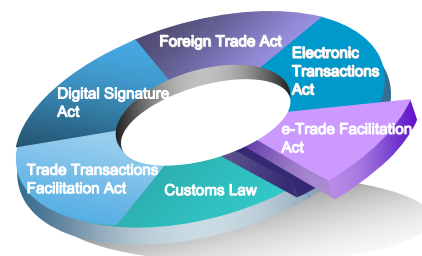 Foreign Trade Act
Electronic
Transactions
Act
Digital Signature
Act
e-Trade Facilitation
Act
Trade Transactions
Facilitation Act
Customs Law